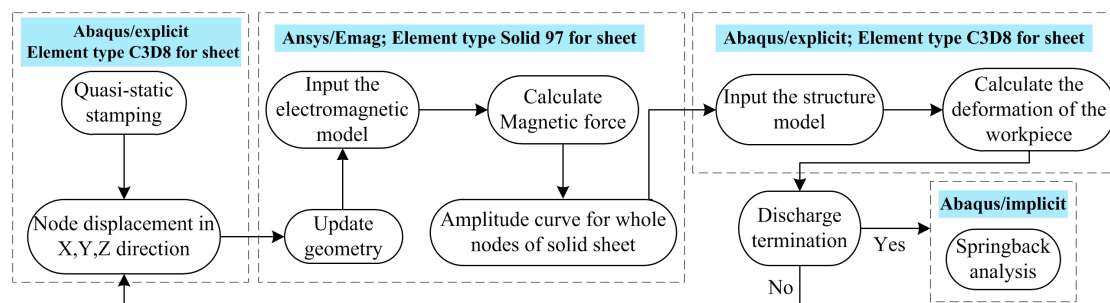 Abaqus/explicit
Element type C3D8 for sheet
Quasi-static
stamping
Node displacement in
X,Y,Z direction
Ansys/Emag; Element type Solid 97 for sheet
Input the
electromagnetic
model
Calculate
Magnetic force
Update
geometry
Amplitude curve for whole
nodes of solid sheet
Abaqus/explicit; Element type C3D8 for sheet
Input the structure
model
Calculate the
deformation of the
workpiece
Discharge
termination
Yes
No
Abaqus/implicit
Springback
analysis